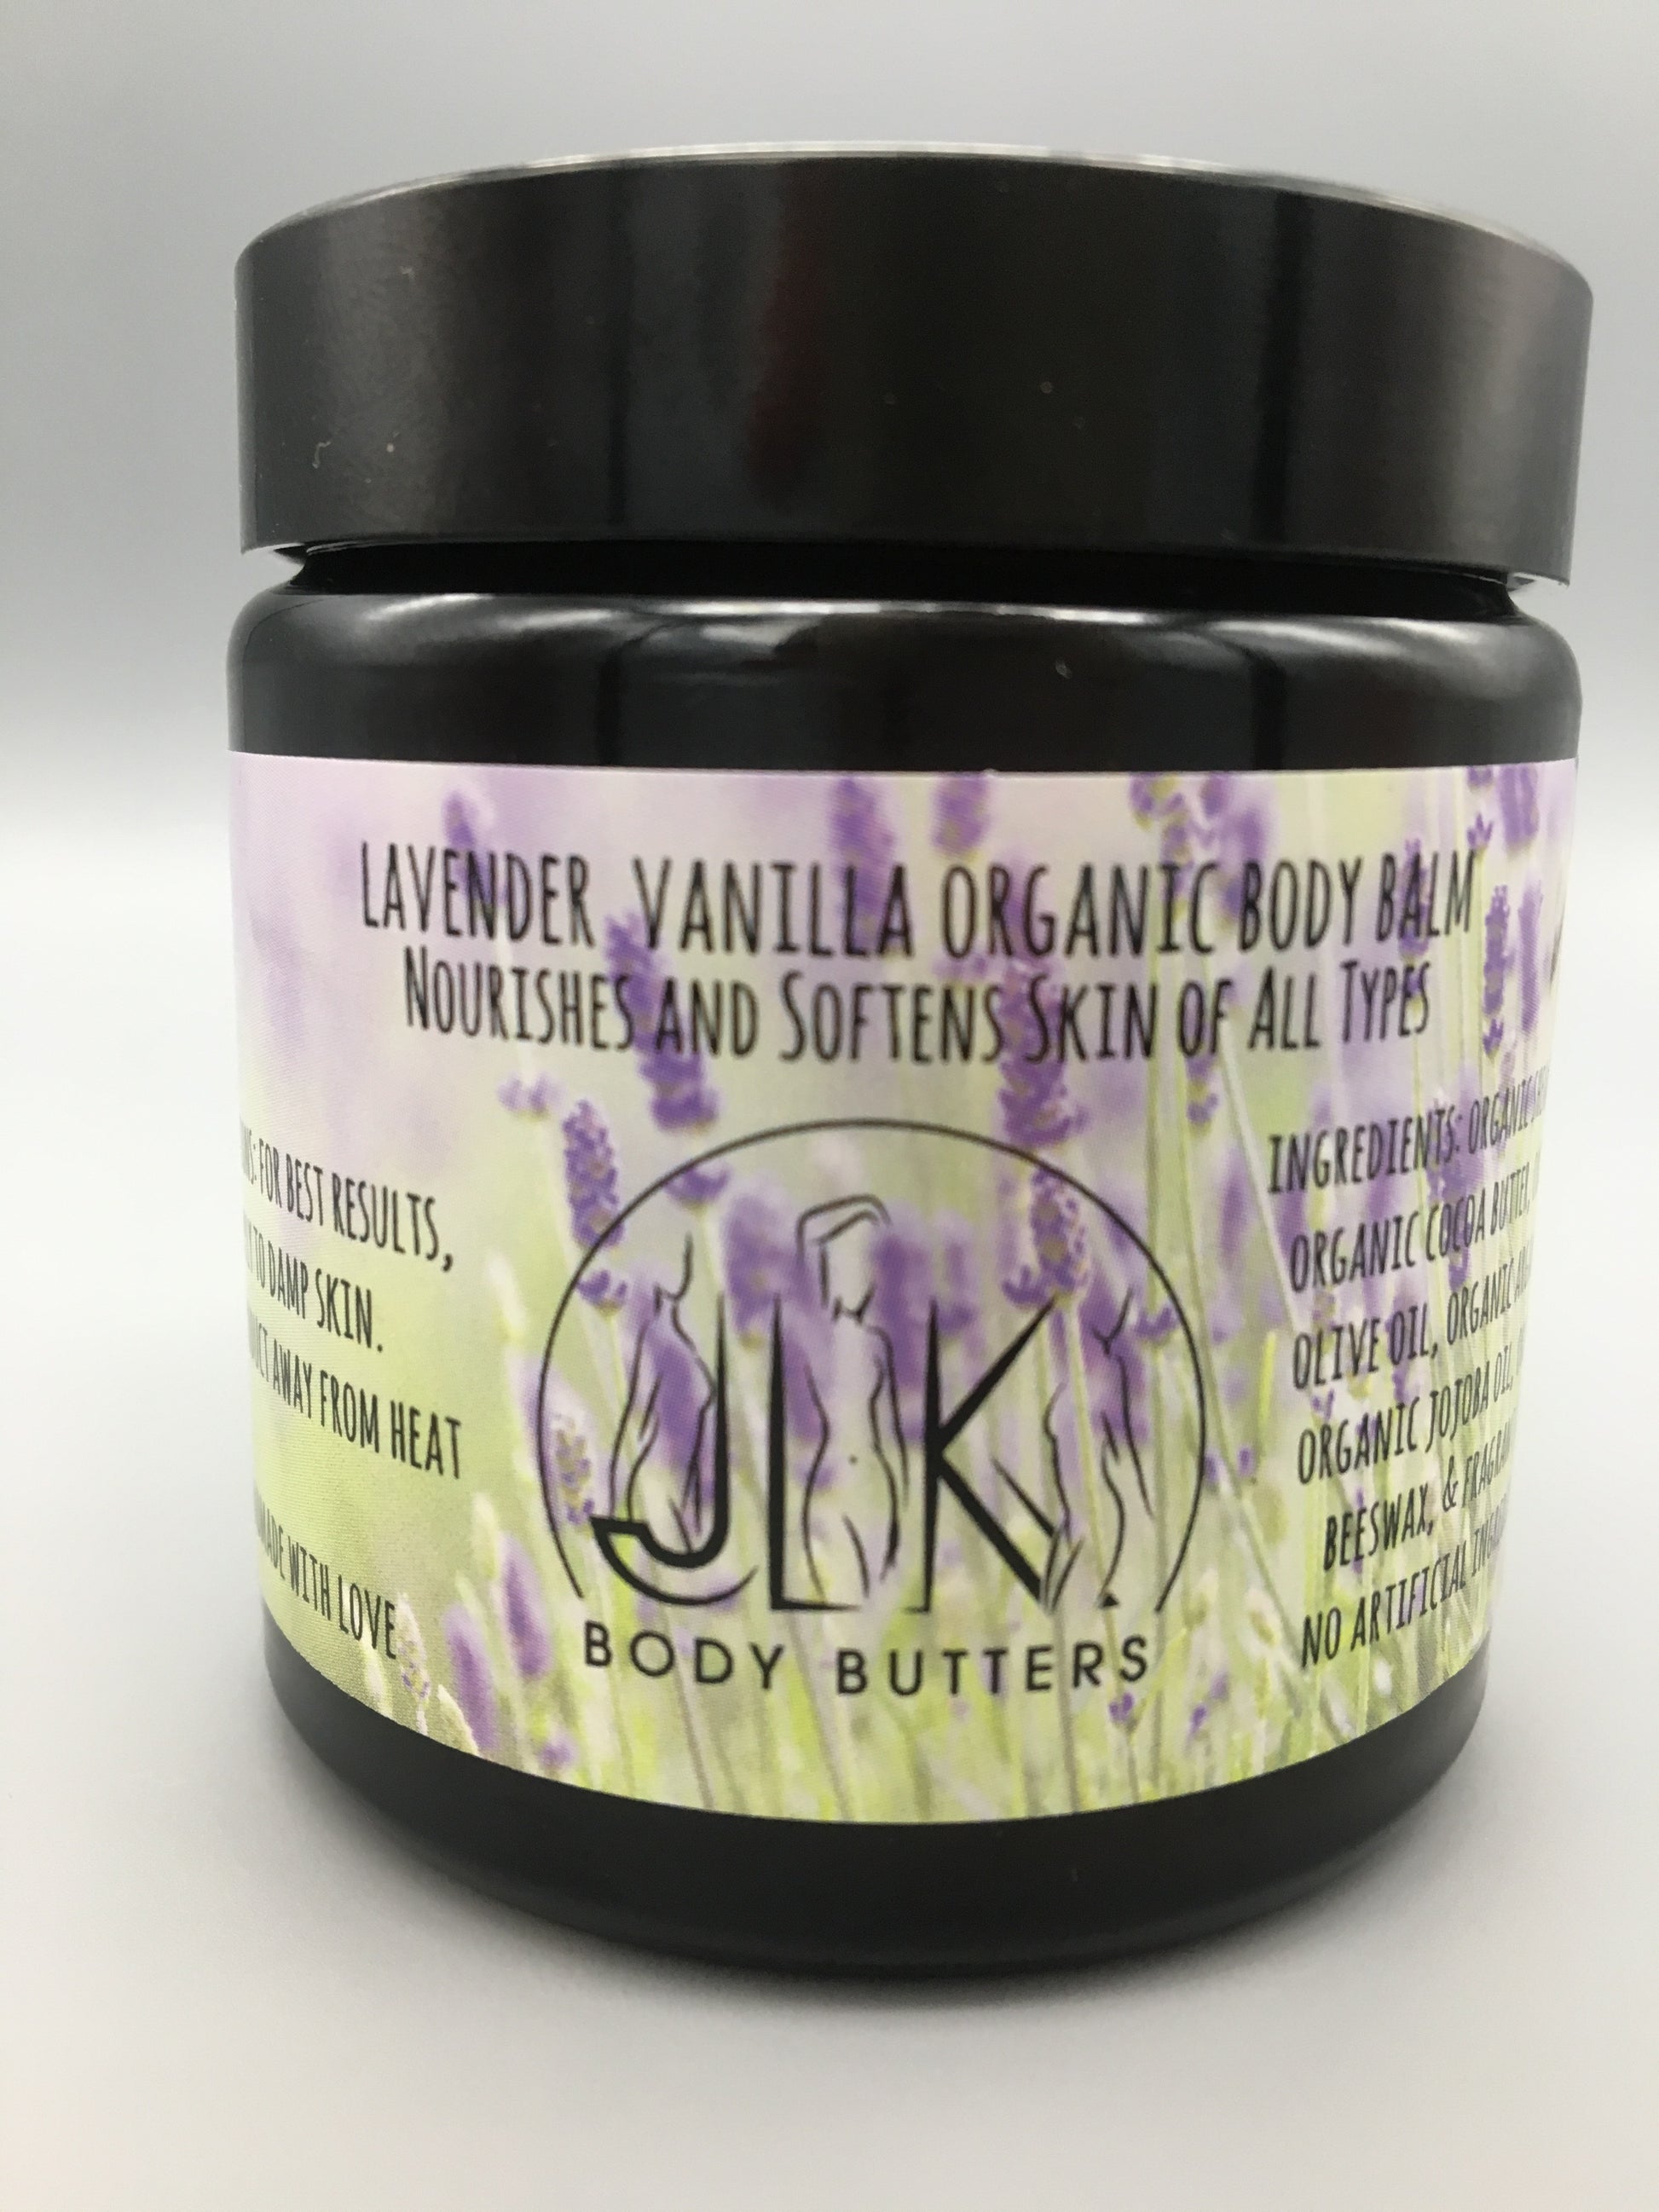 LAVENDER VANILLA ORGANIC BODY BALM
NOURISHES AND SOFTENS SKIN OF ALL TYPES
FOR BEST RESULTS,
TO DAMP SKIN.
AWAY FROM HEAT
WITH LOVE
JLK
BODY BUTTERS
INGREDIENTS: ORGANIC
ORGANIC COCOA BUTTER,
OLIVE OIL, ORGANIC
ORGANIC JOJOBA OIL,
BEESWAX, &
NO ARTIFICIAL